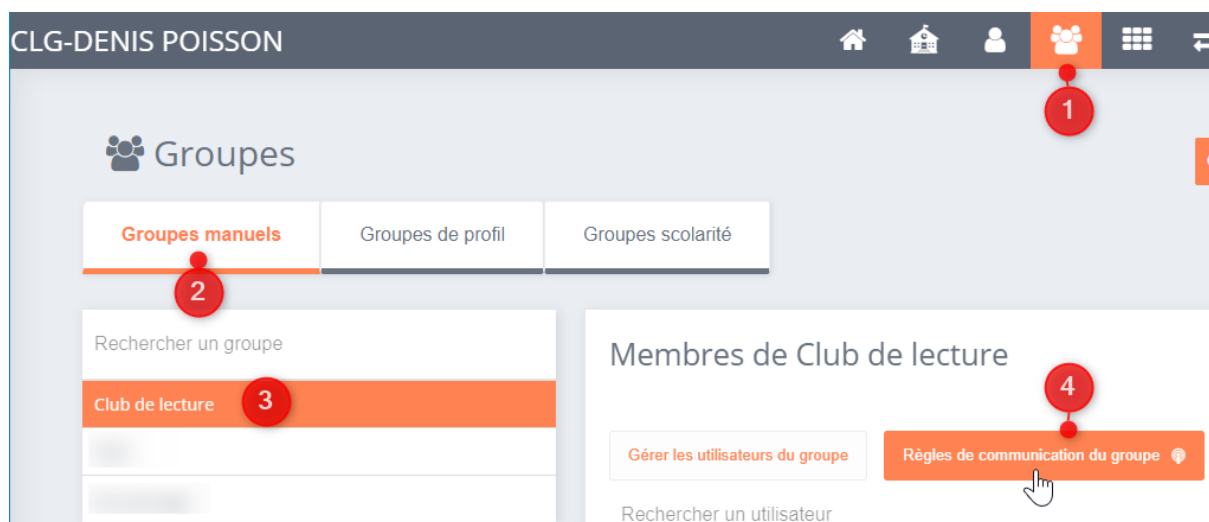 CLG-DENIS POISSON
1
Groupes
Groupes manuels
Groupes de profil
Groupes scolarité
2
Rechercher un groupe
Club de lecture
3
Membres de Club de lecture
4
Gérer les utilisateurs du groupe
Règles de communication du groupe
Rechercher un utilisateur